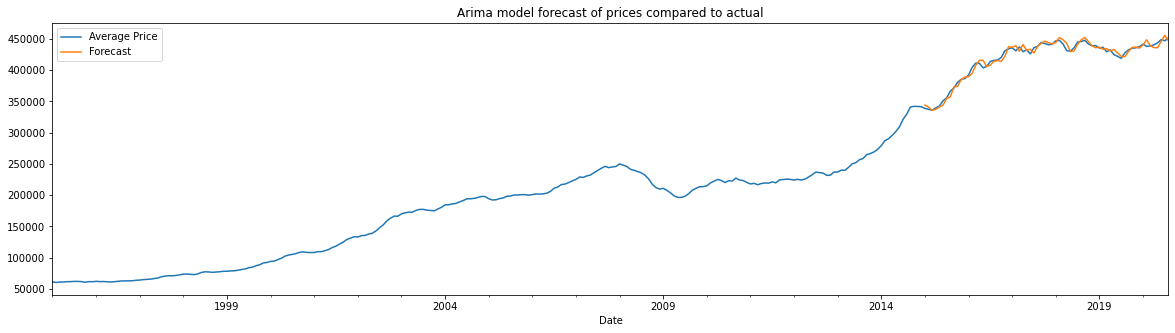 Arima model forecast of prices compared to actual
Average Price
Forecast
450000
400000
350000
300000
250000
200000
150000
100000
50000
1999 2004 2009 2014 2019
Date